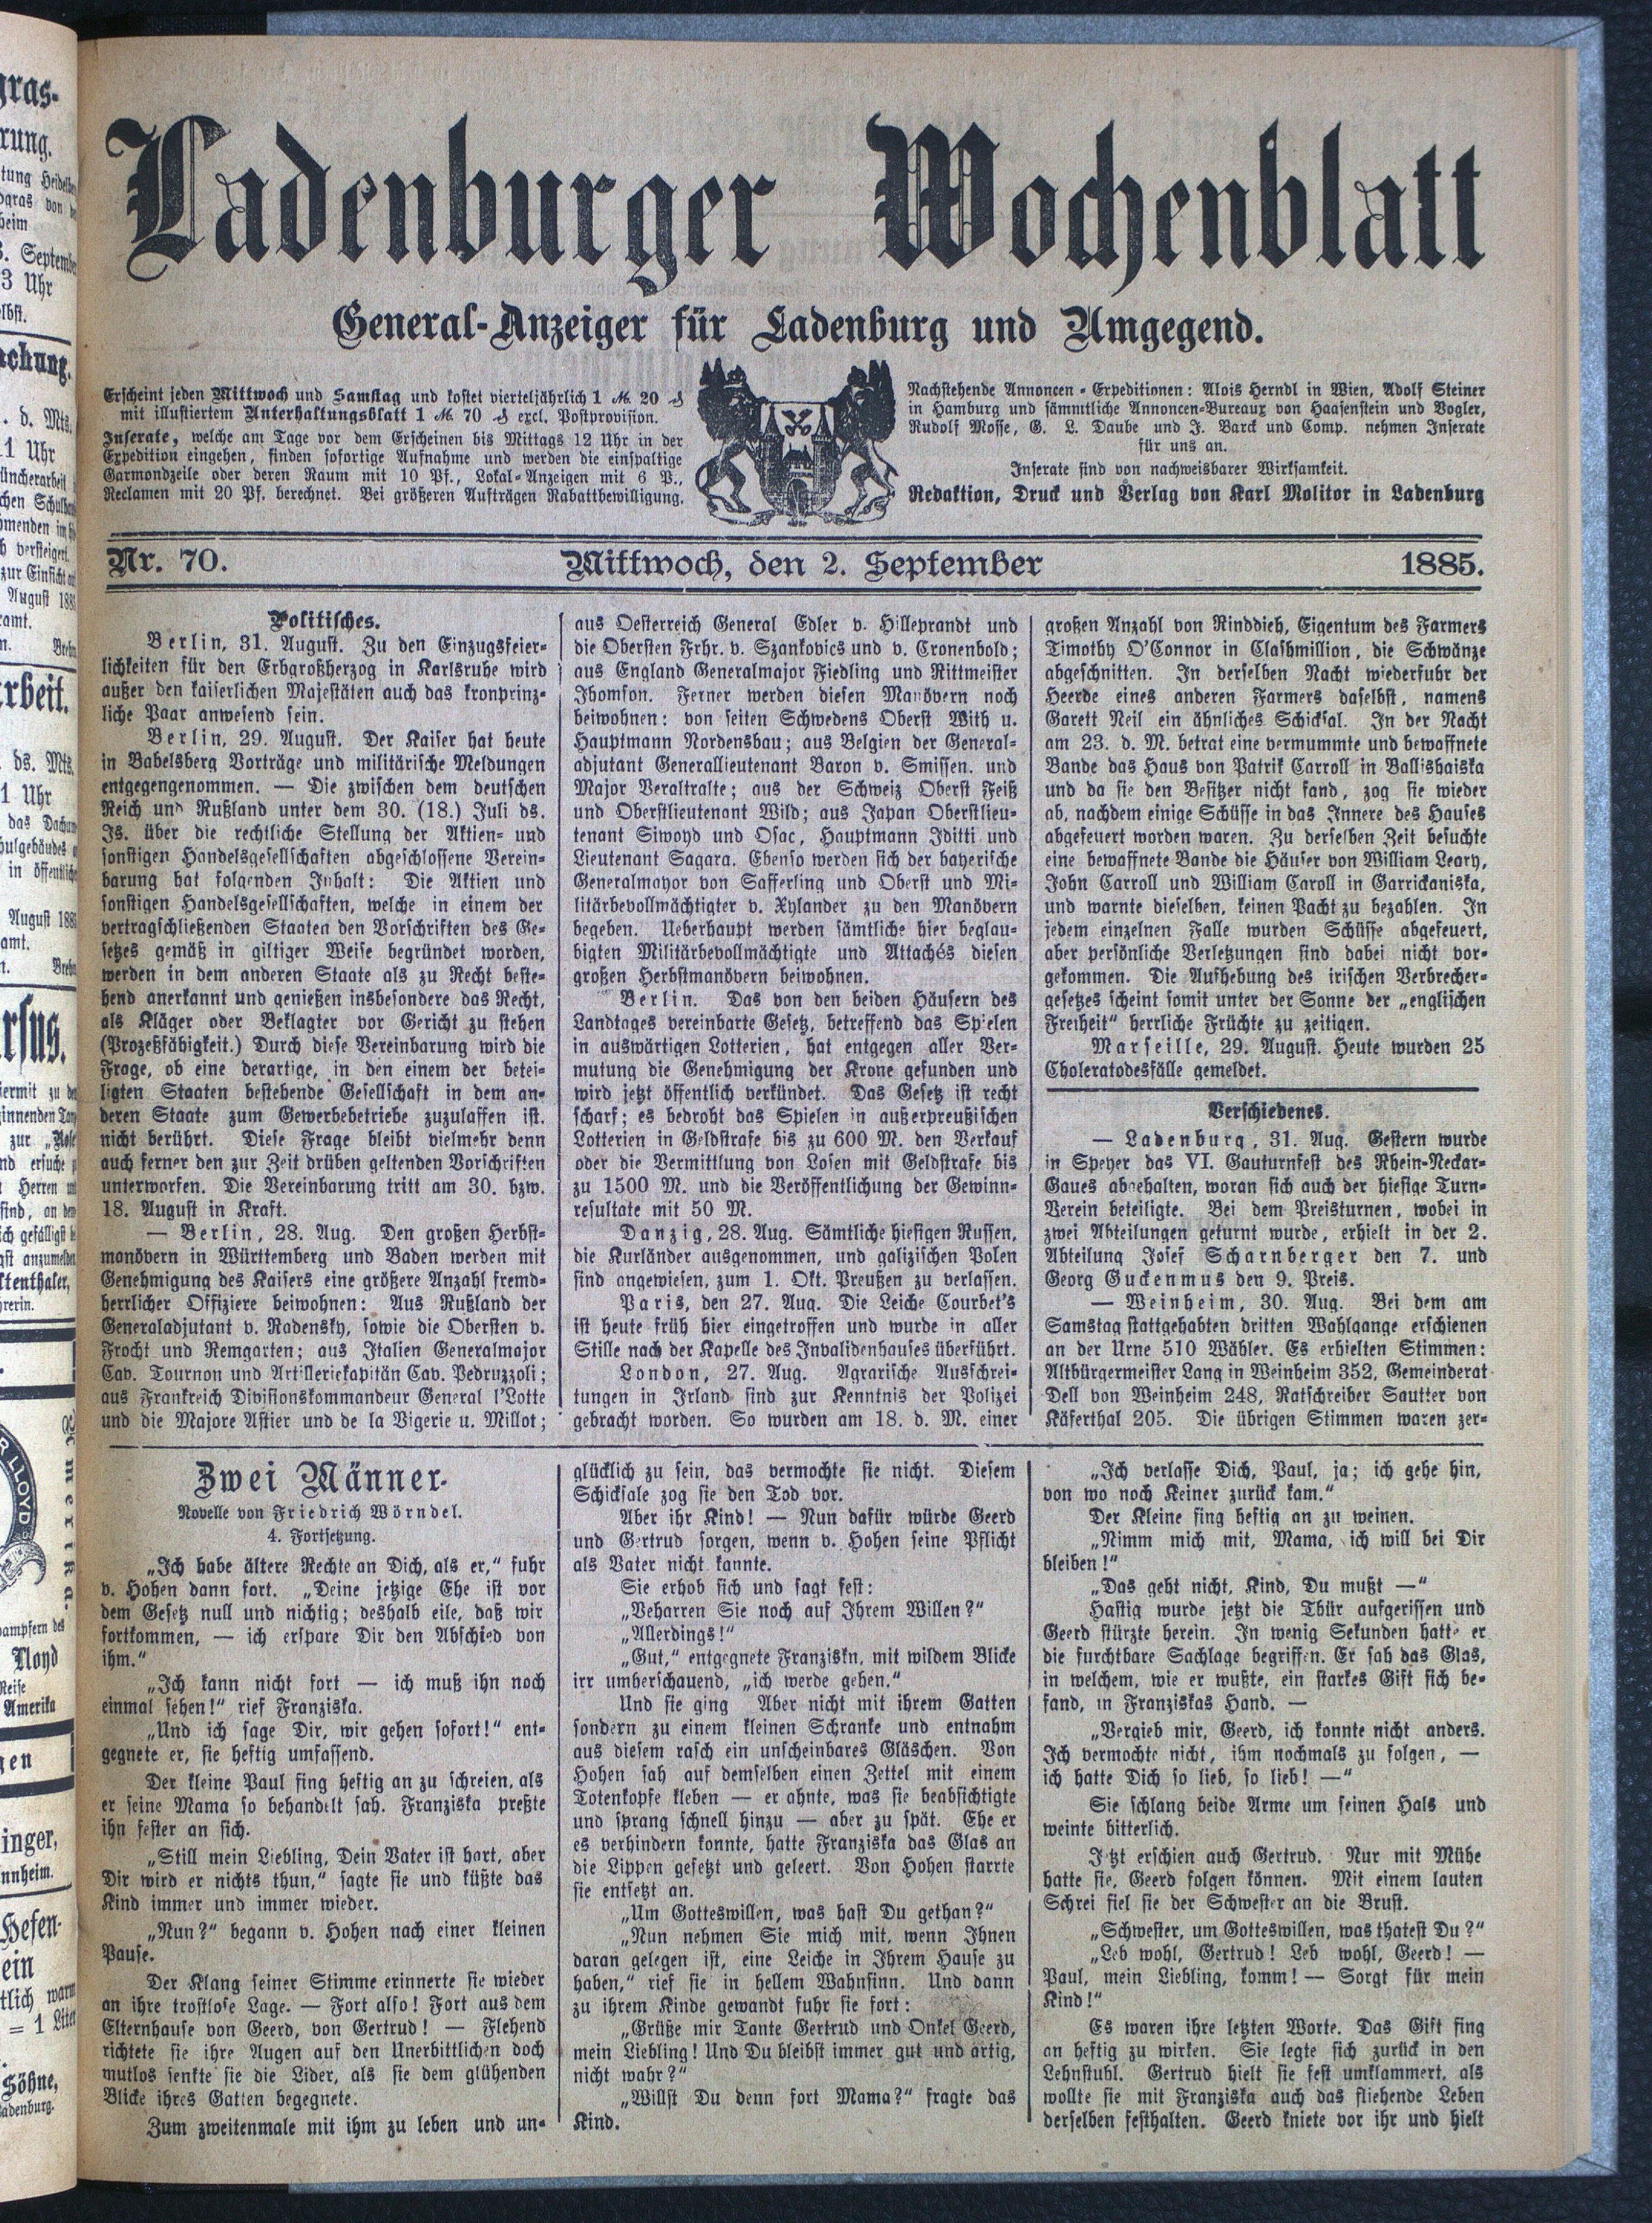 Ladenburger Wochenblatt
General-Anzeiger für Ladenburg und Umgegend.
Erscheint jeden Mittwoch und Samstag und kostet vierteljährlich 1 M. 20 ₰
mit illustiertem Unterhaltungsblatt 1 M. 70 ₰ excl. Postprovision.
Inserate, welche am Tage vor dem Erscheinen bis Mittags 12 Uhr in der
Expedition eingehen, finden sofortige Aufnahme und werden die einspaltige
Garmondzeile oder deren Raum mit 10 Pf., Lokal-Anzeigen mit 6 P.,
Reclamen mit 20 Pf. berechnet. Bei größeren Aufträgen Rabattbewilligung.
Nachstehende Annoncen-Expeditionen: Alois Herndl in Wien, Adolf Steiner
in Hamburg und sämmtliche Annoncen-Bureaux von Haasenstein und Vogler,
Rudolf Mosse, G. L. Daube und J. Barck und Comp. nehmen Inserate
für uns an.
Inserate sind von nachweisbarer Wirksamkeit.
Redaktion, Druck und Verlag von Karl Molitor in Ladenburg
Nr. 70. Mittwoch, den 2. September 1885.
Politisches.
Berlin, 31. August. Zu den Einzugsfeier-
lichkeiten für den Erbgroßherzog in Karlsruhe wird
außer den kaiserlichen Majestäten auch das kronprinz-
liche Paar anwesend sein.
Berlin, 29. August. Der Kaiser hat heute
in Babelsberg Vorträge und militärische Meldungen
entgegengenommen. — Die zwischen dem deutschen
Reich und Rußland unter dem 30. (18.) Juli ds.
Js. über die rechtliche Stellung der Aktien- und
sonstigen Handelsgesellschaften abgeschlossene Verein-
barung hat folgenden Inhalt: Die Aktien und
sonstigen Handelsgesellschaften, welche in einem der
vertragschließenden Staaten den Vorschriften des Ge-
setzes gemäß in giltiger Weise begründet worden,
werden in dem anderen Staate als zu Recht beste-
hend anerkannt und genießen insbesondere das Recht,
als Kläger oder Beklagter vor Gericht zu stehen
(Prozeßfähigkeit.) Durch diese Vereinbarung wird die
Frage, ob eine derartige, in den einem der betei-
ligten Staaten bestehende Gesellschaft in dem an-
deren Staate zum Gewerbebetriebe zuzulassen ist.
nicht berührt. Diese Frage bleibt vielmehr denn
auch ferner den zur Zeit drüben geltenden Vorschriften
unterworfen. Die Vereinbarung tritt am 30. bzw.
18. August in Kraft.
— Berlin, 28. Aug. Den großen Herbst-
manövern in Württemberg und Baden werden mit
Genehmigung des Kaisers eine größere Anzahl fremd-
herrlicher Offiziere beiwohnen: Aus Rußland der
Generaladjutant v. Radensky, sowie die Obersten v.
Frocht und Remgarten; aus Italien Generalmajor
Cav. Tournon und Artilleriekapitän Cav. Pedruzzoli;
aus Frankreich Divisionskommandeur General l'Lotte
und die Majore Astier und de la Vigerie u. Millot;
aus Oesterreich General Edler v. Hilleprandt und
die Obersten Frhr. v. Szankovics und v. Cronenbold;
aus England Generalmajor Fiedling und Rittmeister
Jhomson. Ferner werden diesen Manövern noch
beiwohnen: von seiten Schwedens Oberst With u.
Hauptmann Nordensbau; aus Belgien der General-
adjutant Generallieutenant Baron v. Smissen. und
Major Veraltralte; aus der Schweiz Oberst Feiß
und Oberstlieutenant Wild; aus Japan Oberstlieu-
tenant Siwoyd und Osac, Hauptmann Iditti und
Lieutenant Sagara. Ebenso werden sich der bayerische
Generalmayor von Safferling und Oberst und Mi-
litärbevollmächtigter v. Xylander zu den Manövern
begeben. Ueberhaupt werden sämtliche hier beglau-
bigten Militärbevollmächtigte und Attachés diesen
großen Herbstmanövern beiwohnen.
Berlin. Das von den beiden Häusern des
Landtages vereinbarte Gesetz, betreffend das Spielen
in auswärtigen Lotterien, hat entgegen aller Ver-
mutung die Genehmigung der Krone gefunden und
wird jetzt öffentlich verkündet. Das Gesetz ist recht
scharf; es bedroht das Spielen in außerpreußischen
Lotterien in Geldstrafe bis zu 600 M. den Verkauf
oder die Vermittlung von Losen mit Geldstrafe bis
zu 1500 M. und die Veröffentlichung der Gewinn-
resultate mit 50 M.
Danzig, 28. Aug. Sämtliche hiesigen Russen,
die Kurländer ausgenommen, und galizischen Polen
sind angewiesen, zum 1. Okt. Preußen zu verlassen.
Paris, den 27. Aug. Die Leiche Courbet's
ist heute früh hier eingetroffen und wurde in aller
Stille nach der Kapelle des Invalidenhauses überführt.
London, 27. Aug. Agrarische Ausschrei-
tungen in Irland sind zur Kenntnis der Polizei
gebracht worden. So wurden am 18. d. M. einer
großen Anzahl von Rinddieh, Eigentum des Farmers
Timothy O'Connor in Clashmillion, die Schwänze
abgeschnitten. In derselben Nacht wiederfuhr der
Heerde eines anderen Farmers daselbst, namens
Garett Neil ein ähnliches Schicksal. In der Nacht
am 23. d. M. betrat eine vermummte und bewaffnete
Bande das Haus von Patrik Carroll in Ballishaiska
und da sie den Besitzer nicht fand, zog sie wieder
ab, nachdem einige Schüsse in das Innere des Hauses
abgefeuert worden waren. Zu derselben Zeit besuchte
eine bewaffnete Bande die Häuser von William Leary,
John Carroll und William Caroll in Garrickaniska,
und warnte dieselben, keinen Pacht zu bezahlen. In
jedem einzelnen Falle wurden Schüsse abgefeuert,
aber persönliche Verletzungen sind dabei nicht vor-
gekommen. Die Aufhebung des irischen Verbrecher-
gesetzes scheint somit unter der Sonne der „englischen
Freiheit“ herrliche Früchte zu zeitigen.
Marseille, 29. August. Heute wurden 25
Choleratodesfälle gemeldet.
Verschiedenes.
— Ladenburg, 31. Aug. Gestern wurde
in Speyer das VI. Gauturnfest des Rhein-Neckar-
Gaues abgehalten, woran sich auch der hiesige Turn-
Verein beteiligte. Bei dem Preisturnen, wobei in
zwei Abteilungen geturnt wurde, erhielt in der 2.
Abteilung Josef Scharnberger den 7. und
Georg Guckenmus den 9. Preis.
— Weinheim, 30. Aug. Bei dem am
Samstag stattgehabten dritten Wahlgange erschienen
an der Urne 510 Wähler. Es erhielten Stimmen:
Altbürgermeister Lang in Weinheim 352, Gemeinderat
Dell von Weinheim 248, Ratschreiber Sautter von
Käferthal 205. Die übrigen Stimmen waren zer-
Zwei Männer.
Novelle von Friedrich Wörndel.
4. Fortsetzung.
„Ich habe ältere Rechte an Dich, als er,“ fuhr
v. Hohen dann fort. „Deine jetzige Ehe ist vor
dem Gesetz null und nichtig; deshalb eile, daß wir
fortkommen, — ich erspare Dir den Abschied von
ihm.“
„Ich kann nicht fort — ich muß ihn noch
einmal sehen!“ rief Franziska.
„Und ich sage Dir, wir gehen sofort!“ ent-
gegnete er, sie heftig umfassend.
Der kleine Paul fing heftig an zu schreien, als
er seine Mama so behandelt sah. Franziska preßte
ihn fester an sich.
„Still mein Liebling, Dein Vater ist hart, aber
Dir wird er nichts thun,“ sagte sie und küßte das
Kind immer und immer wieder.
„Nun?“ begann v. Hohen nach einer kleinen
Pause.
Der Klang seiner Stimme erinnerte sie wieder
an ihre trostlose Lage. — Fort also! Fort aus dem
Elternhause von Geerd, von Gertrud! — Flehend
richtete sie ihre Augen auf den Unerbittlichen doch
mutlos senkte sie die Lider, als sie dem glühenden
Blicke ihres Gatten begegnete.
Zum zweitenmale mit ihm zu leben und un-
glücklich zu sein, das vermochte sie nicht. Diesem
Schicksale zog sie den Tod vor.
Aber ihr Kind! — Nun dafür würde Geerd
und Gertrud sorgen, wenn v. Hohen seine Pflicht
als Vater nicht kannte.
Sie erhob sich und sagt fest:
„Beharren Sie noch auf Ihrem Willen?“
„Allerdings!“
„Gut,“ entgegnete Franziskn, mit wildem Blicke
irr umherschauend, „ich werde gehen.“
Und sie ging Aber nicht mit ihrem Gatten
sondern zu einem kleinen Schranke und entnahm
aus diesem rasch ein unscheinbares Gläschen. Von
Hohen sah auf demselben einen Zettel mit einem
Totenkopfe kleben — er ahnte, was sie beabsichtigte
und sprang schnell hinzu — aber zu spät. Ehe er
es verhindern konnte, hatte Franziska das Glas an
die Lippen gesetzt und geleert. Von Hohen starrte
sie entsetzt an.
„Um Gotteswillen, was hast Du gethan?“
„Nun nehmen Sie mich mit, wenn Ihnen
daran gelegen ist, eine Leiche in Ihrem Hause zu
haben,“ rief sie in hellem Wahnsinn. Und dann
zu ihrem Kinde gewandt fuhr sie fort:
„Grüße mir Tante Gertrud und Onkel Geerd,
mein Liebling! Und Du bleibst immer gut und artig,
nicht wahr?“
„Willst Du denn fort Mama?“ fragte das
Kind.
„Ich verlasse Dich, Paul, ja; ich gehe hin,
von wo noch Keiner zurück kam.“
Der Kleine fing heftig an zu weinen.
„Nimm mich mit, Mama, ich will bei Dir
bleiben!“
„Das geht nicht, Kind, Du mußt —“
Hastig wurde jetzt die Thür aufgerissen und
Geerd stürzte herein. In wenig Sekunden hatte er
die furchtbare Sachlage begriffen. Er sah das Glas,
in welchem, wie er wußte, ein starkes Gift sich be-
fand, in Franziskas Hand. —
„Vergieb mir, Geerd, ich konnte nicht anders.
Ich vermochte nicht, ihm nochmals zu folgen, —
ich hatte Dich so lieb, so lieb! —“
Sie schlang beide Arme um seinen Hals und
weinte bitterlich.
Jtzt erschien auch Gertrud. Nur mit Mühe
hatte sie, Geerd folgen können. Mit einem lauten
Schrei fiel sie der Schwester an die Brust.
„Schwester, um Gotteswillen, was thatest Du?“
„Leb wohl, Gertrud! Leb wohl, Geerd! —
Paul, mein Liebling, komm! — Sorgt für mein
Kind!“
Es waren ihre letzten Worte. Das Gift fing
an heftig zu wirken. Sie legte sich zurück in den
Lehnstuhl. Gertrud hielt sie fest umklammert, als
wollte sie mit Franziska auch das fliehende Leben
derselben festhalten. Geerd kniete vor ihr und hielt